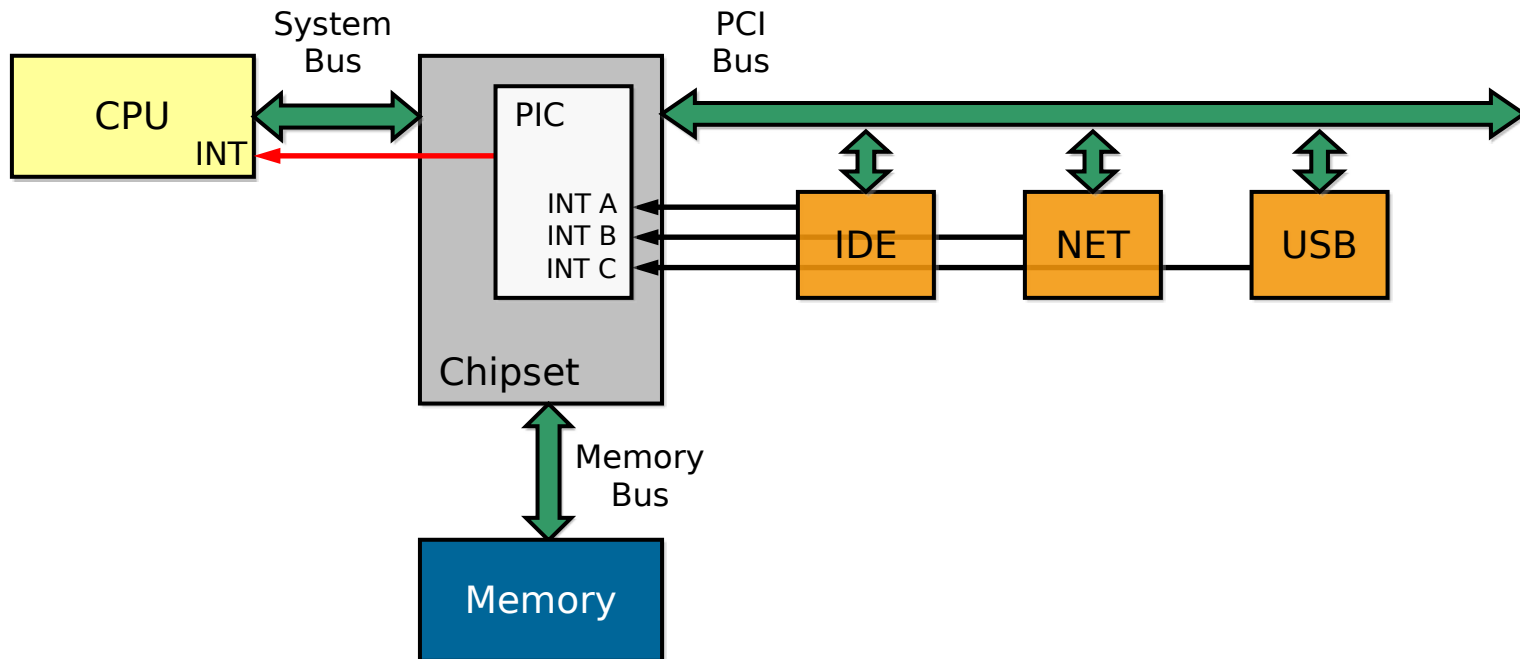 System
Bus
PCI
Bus
CPU
INT
PIC
INT A
INT B
INT C
IDE
NET
USB
Chipset
Memory
Bus
Memory